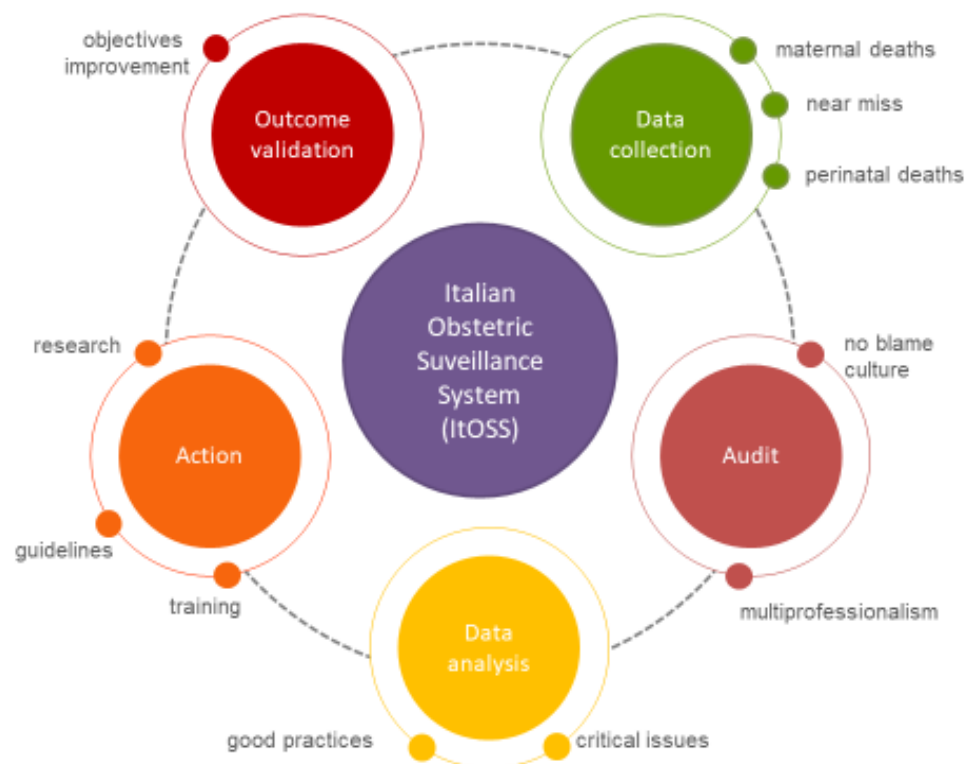 objectives
improvement
Outcome
validation
Data
collection
maternal deaths
near miss
perinatal deaths
Italian
Obstetric
Suveillance
System
(ItOSS)
research
Action
guidelines
training
no blame
culture
Audit
multiprofessionalism
Data
analysis
good practices
critical issues